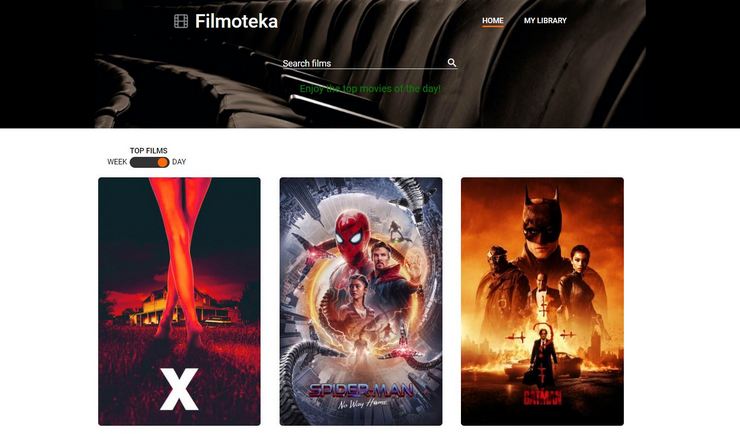 Filmoteka
HOME
MY LIBRARY
Search films
Enjoy the top movies of the day!
TOP FILMS
WEEK
DAY
X
SPIDER-MAN
No Way Home
THE
BATMAN